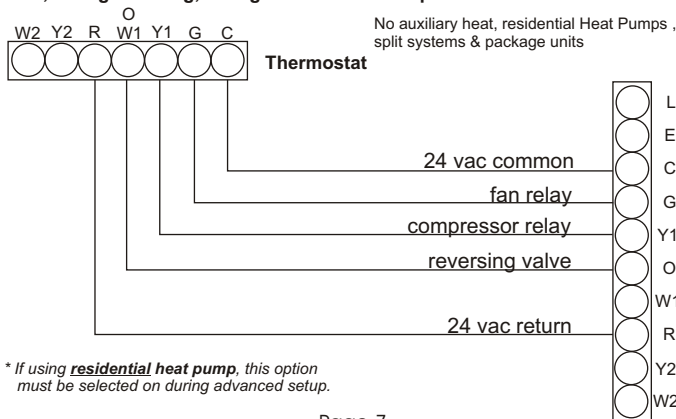 O
W2 Y2 R W1 Y1 G C
Thermostat
No auxiliary heat, residential Heat Pumps ,
split systems & package units
L
E
24 vac common C
fan relay G
compressor relay Y1
reversing valve O
W1
24 vac return R
Y2
W2
* If using residential heat pump, this option
must be selected on during advanced setup.